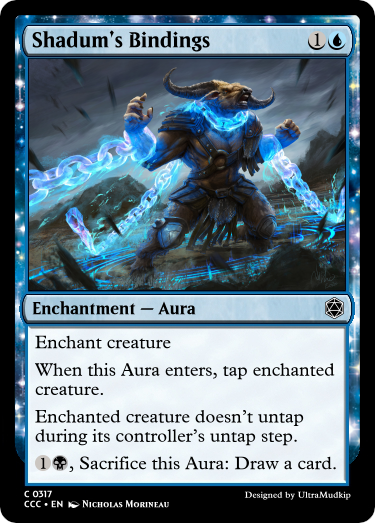 Shadum's Bindings 1
Enchantment — Aura
Enchant creature
When this Aura enters, tap enchanted
creature.
Enchanted creature doesn't untap
during its controller's untap step.
1, Sacrifice this Aura: Draw a card.
C 0317
CCC • EN Nicholas Morineau
Designed by UltraMudkip